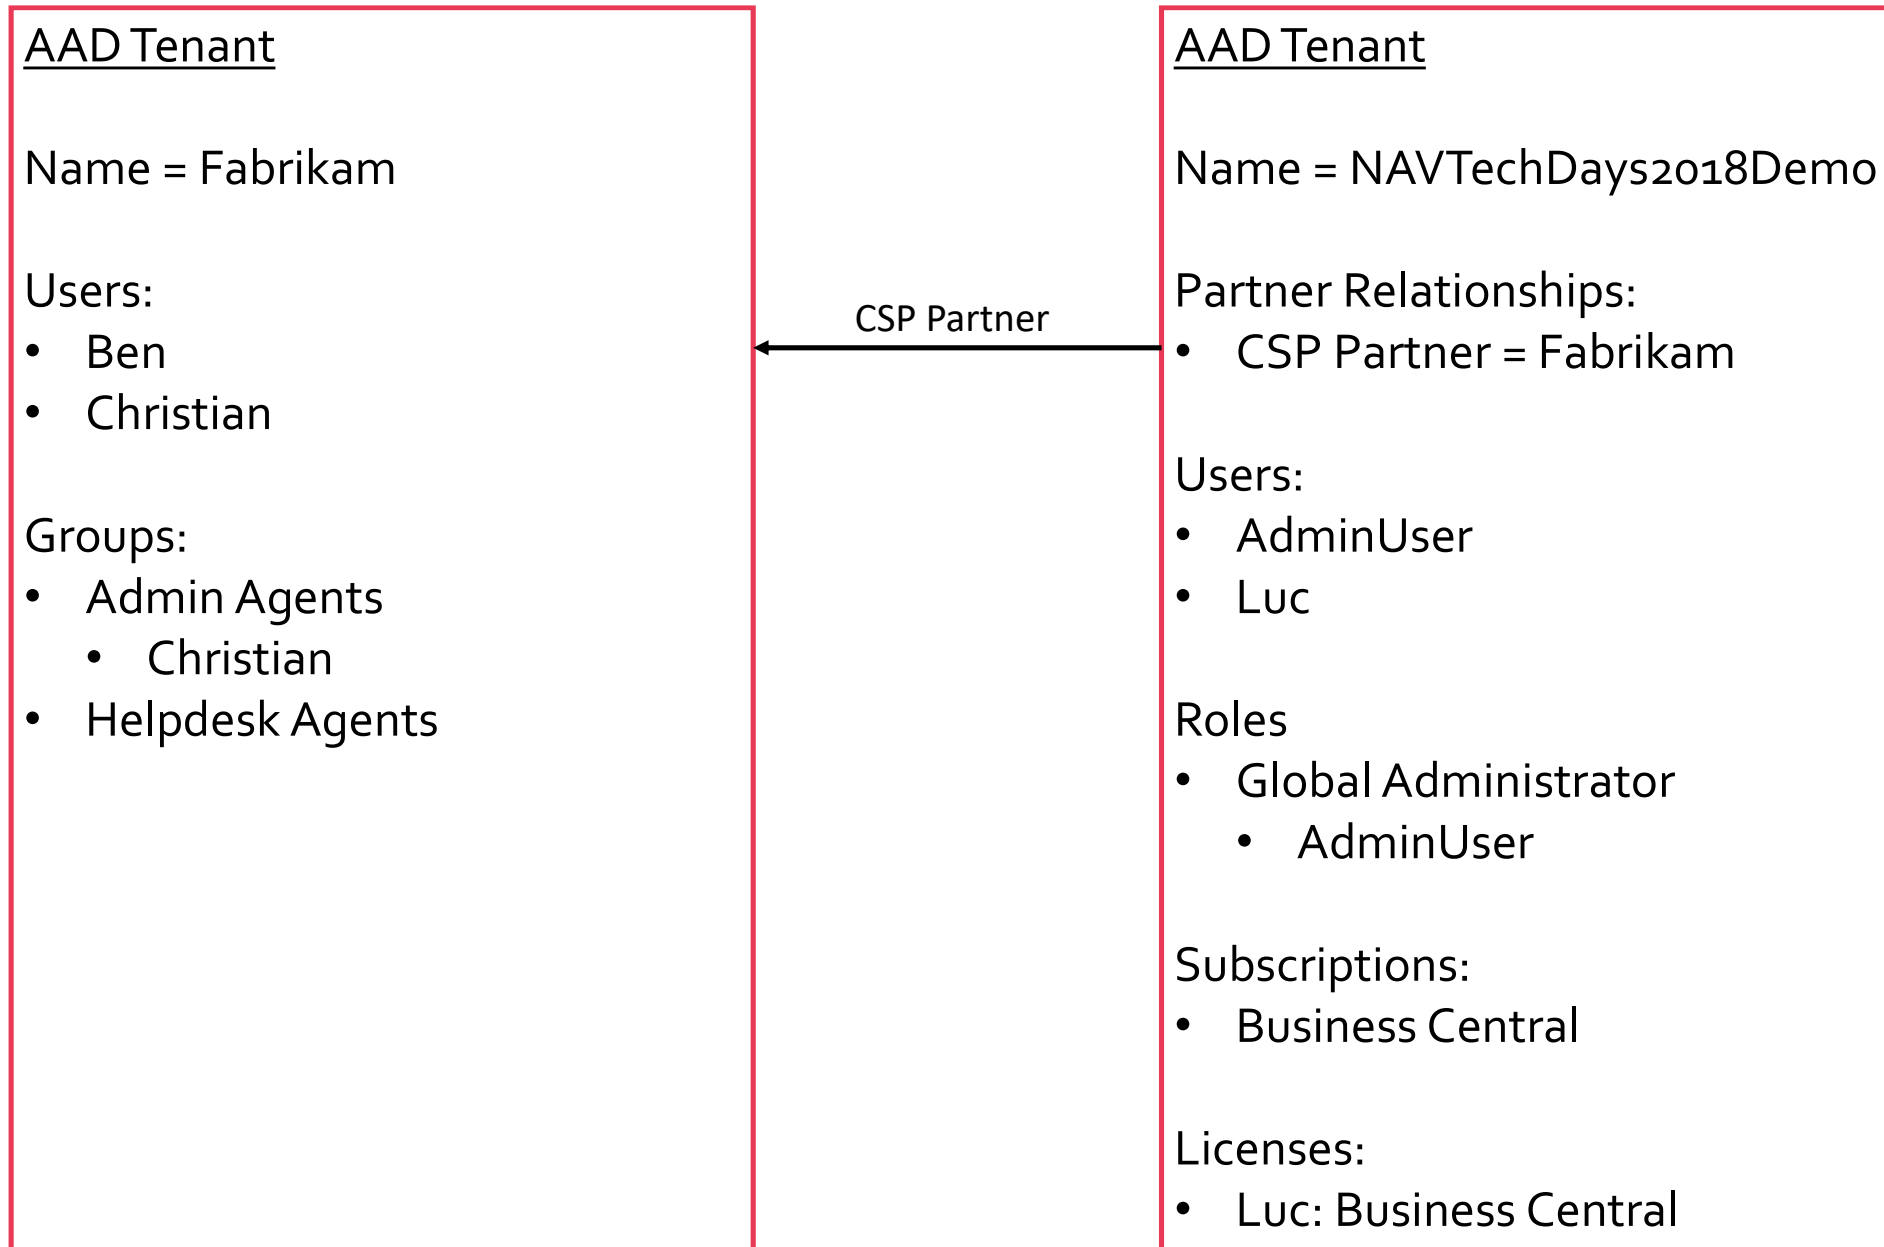 AAD Tenant
Name = Fabrikam
Users:
• Ben
• Christian
Groups:
• Admin Agents
• Christian
• Helpdesk Agents
CSP Partner
AAD Tenant
Name = NAVTechDays2018Demo
Partner Relationships:
• CSP Partner = Fabrikam
Users:
• AdminUser
• Luc
Roles
• Global Administrator
• AdminUser
Subscriptions:
• Business Central
Licenses:
• Luc: Business Central